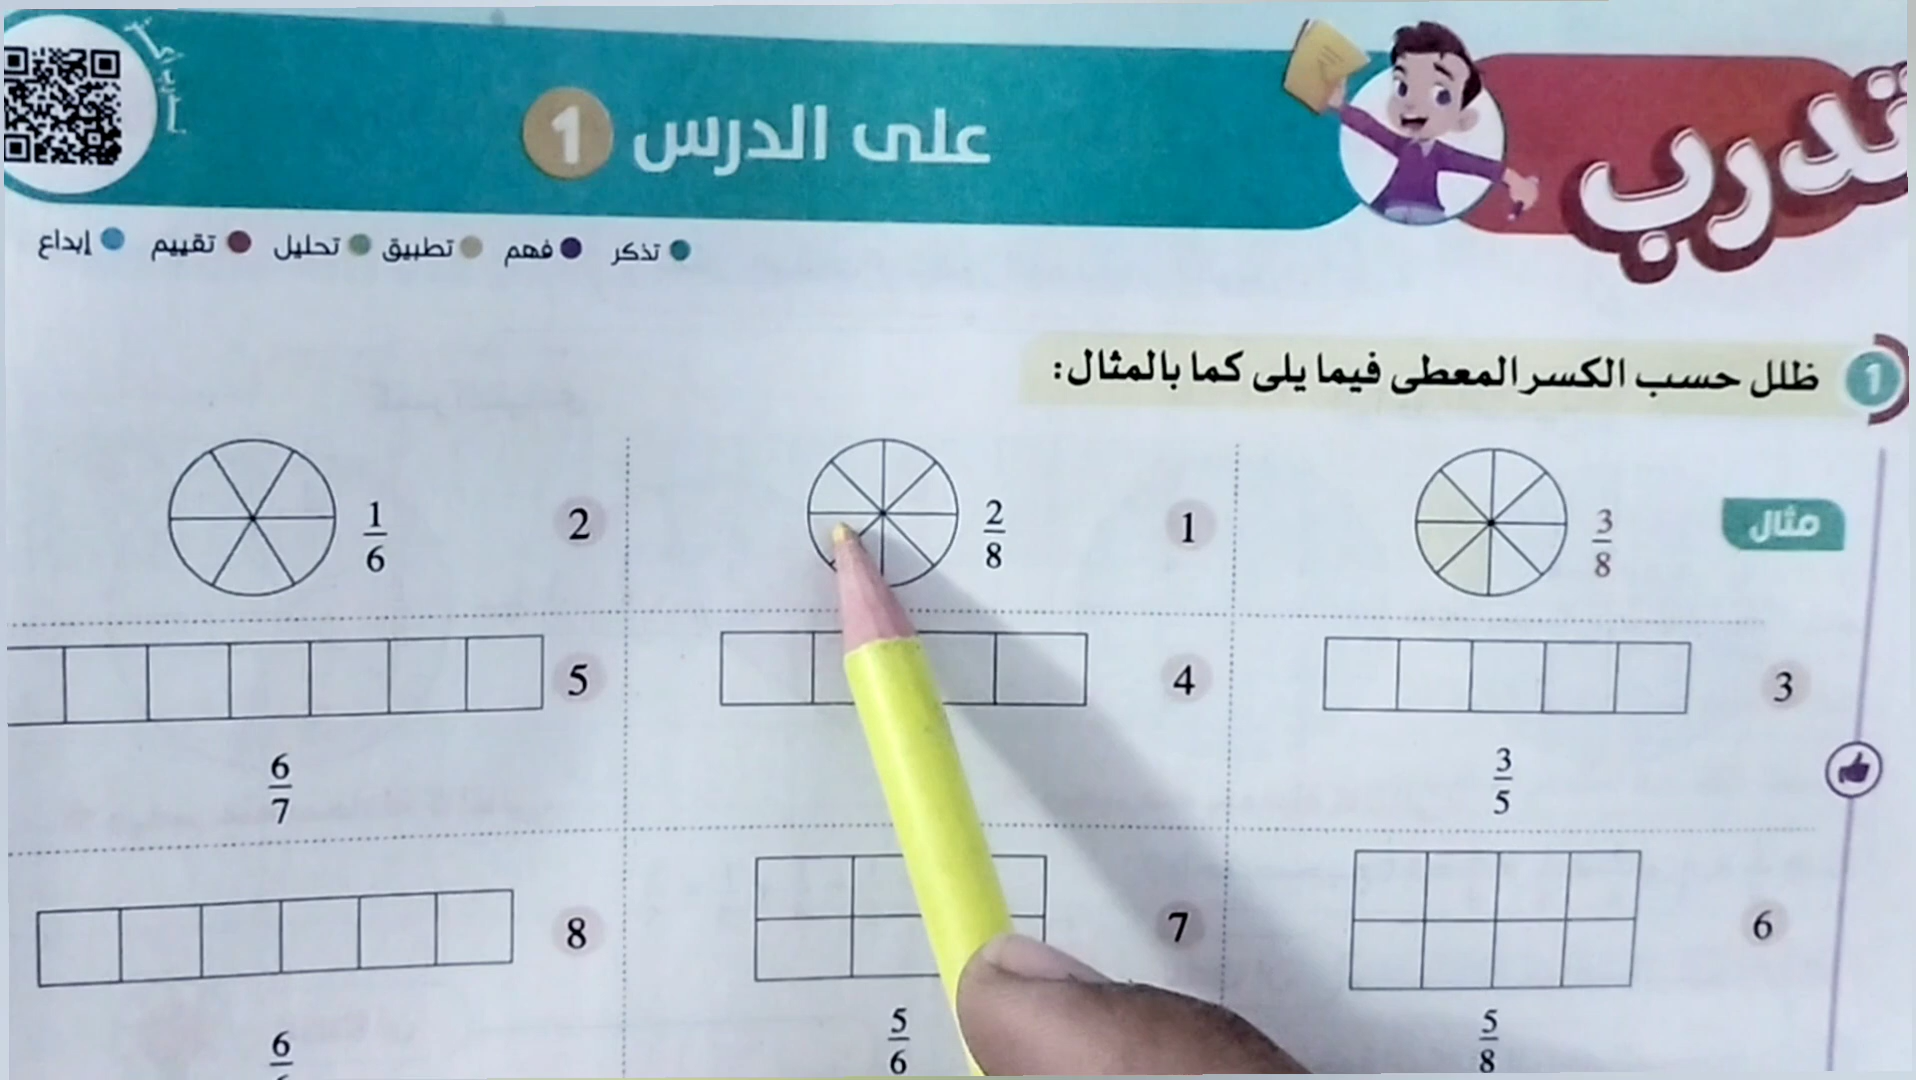 تدرب
على الدرس 1
تذكر فهم تطبيق تحليل تقييم إبداع
1 ظلل حسب الكسر المعطى فيما يلى كما بالمثال:
مثال 3/8
1 2/8
2 1/6
3 3/5
4
5 6/7
6 5/8
7 5/6
8 6